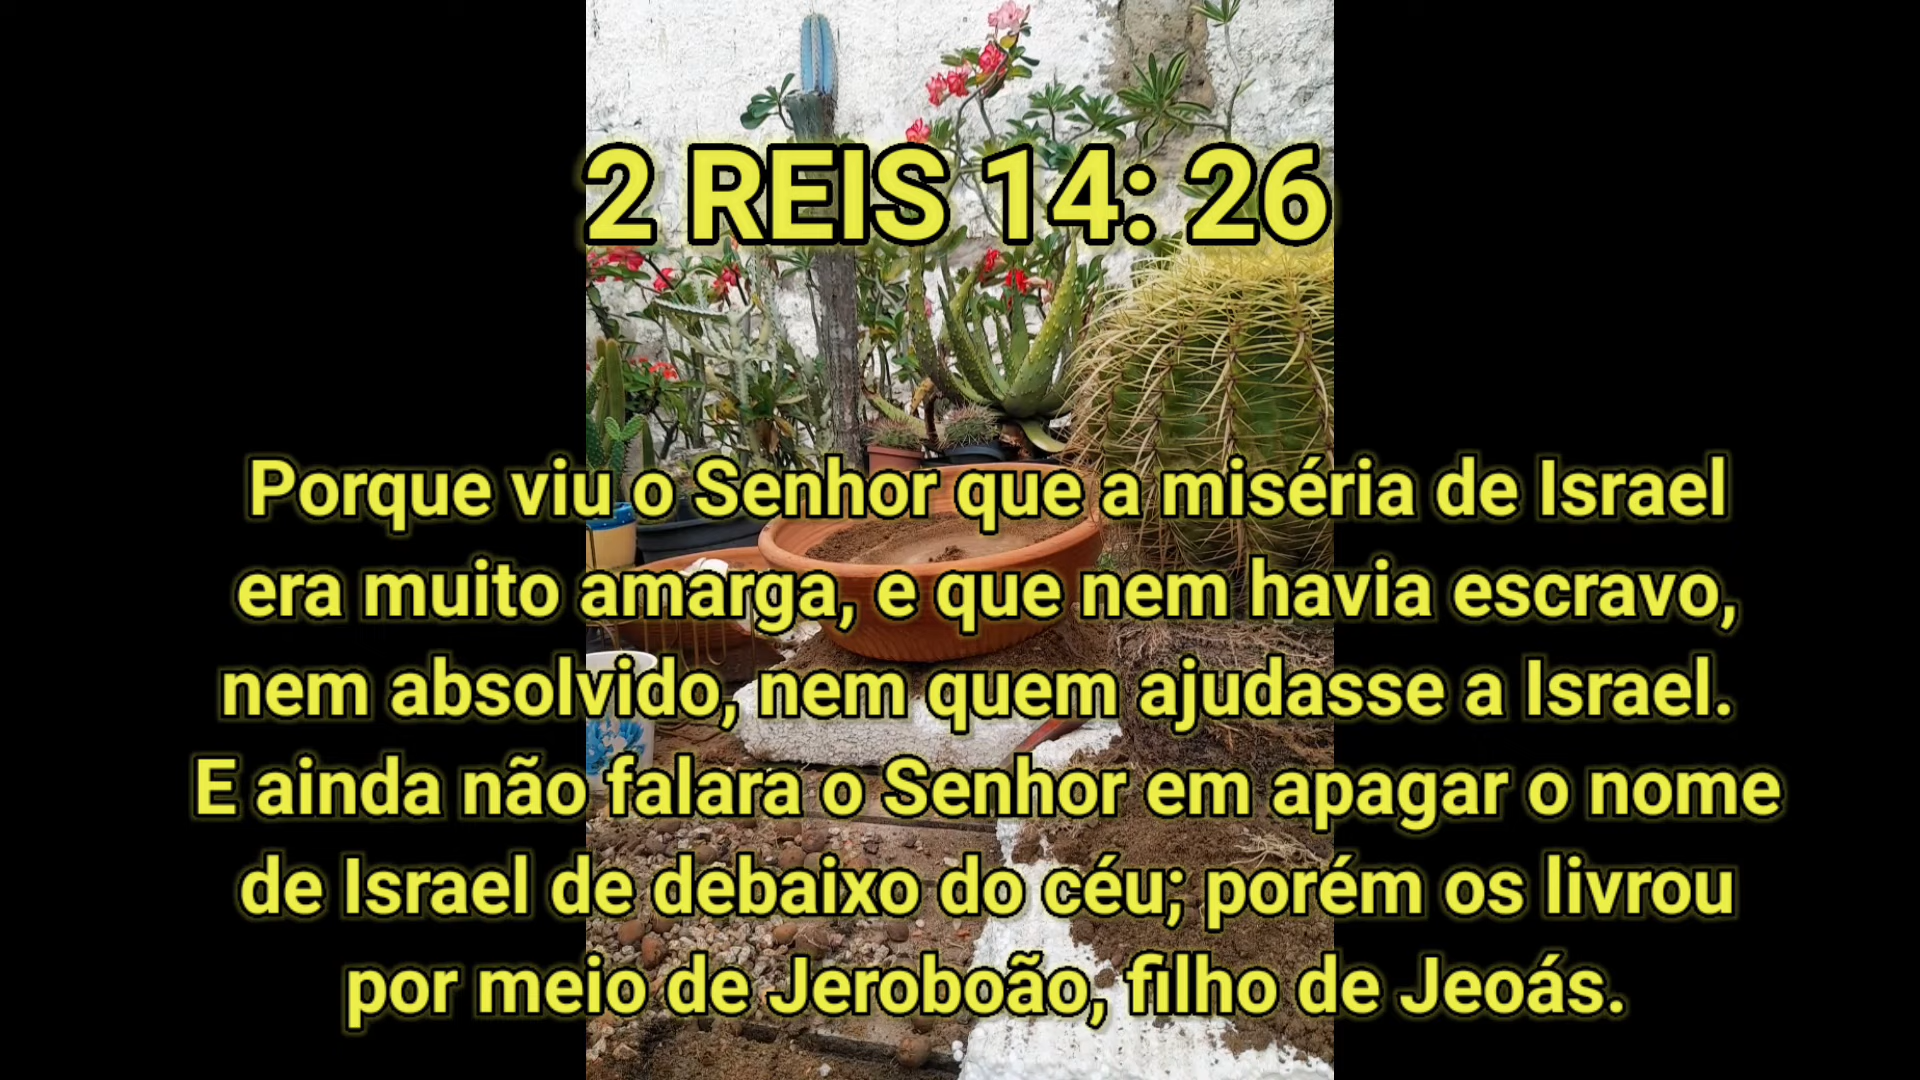 2 REIS 14: 26
Porque viu o Senhor que a miséria de Israel
era muito amarga, e que nem havia escravo,
nem absolvido, nem quem ajudasse a Israel.
E ainda não falara o Senhor em apagar o nome
de Israel de debaixo do céu; porém os livrou
por meio de Jeroboão, filho de Jeoás.